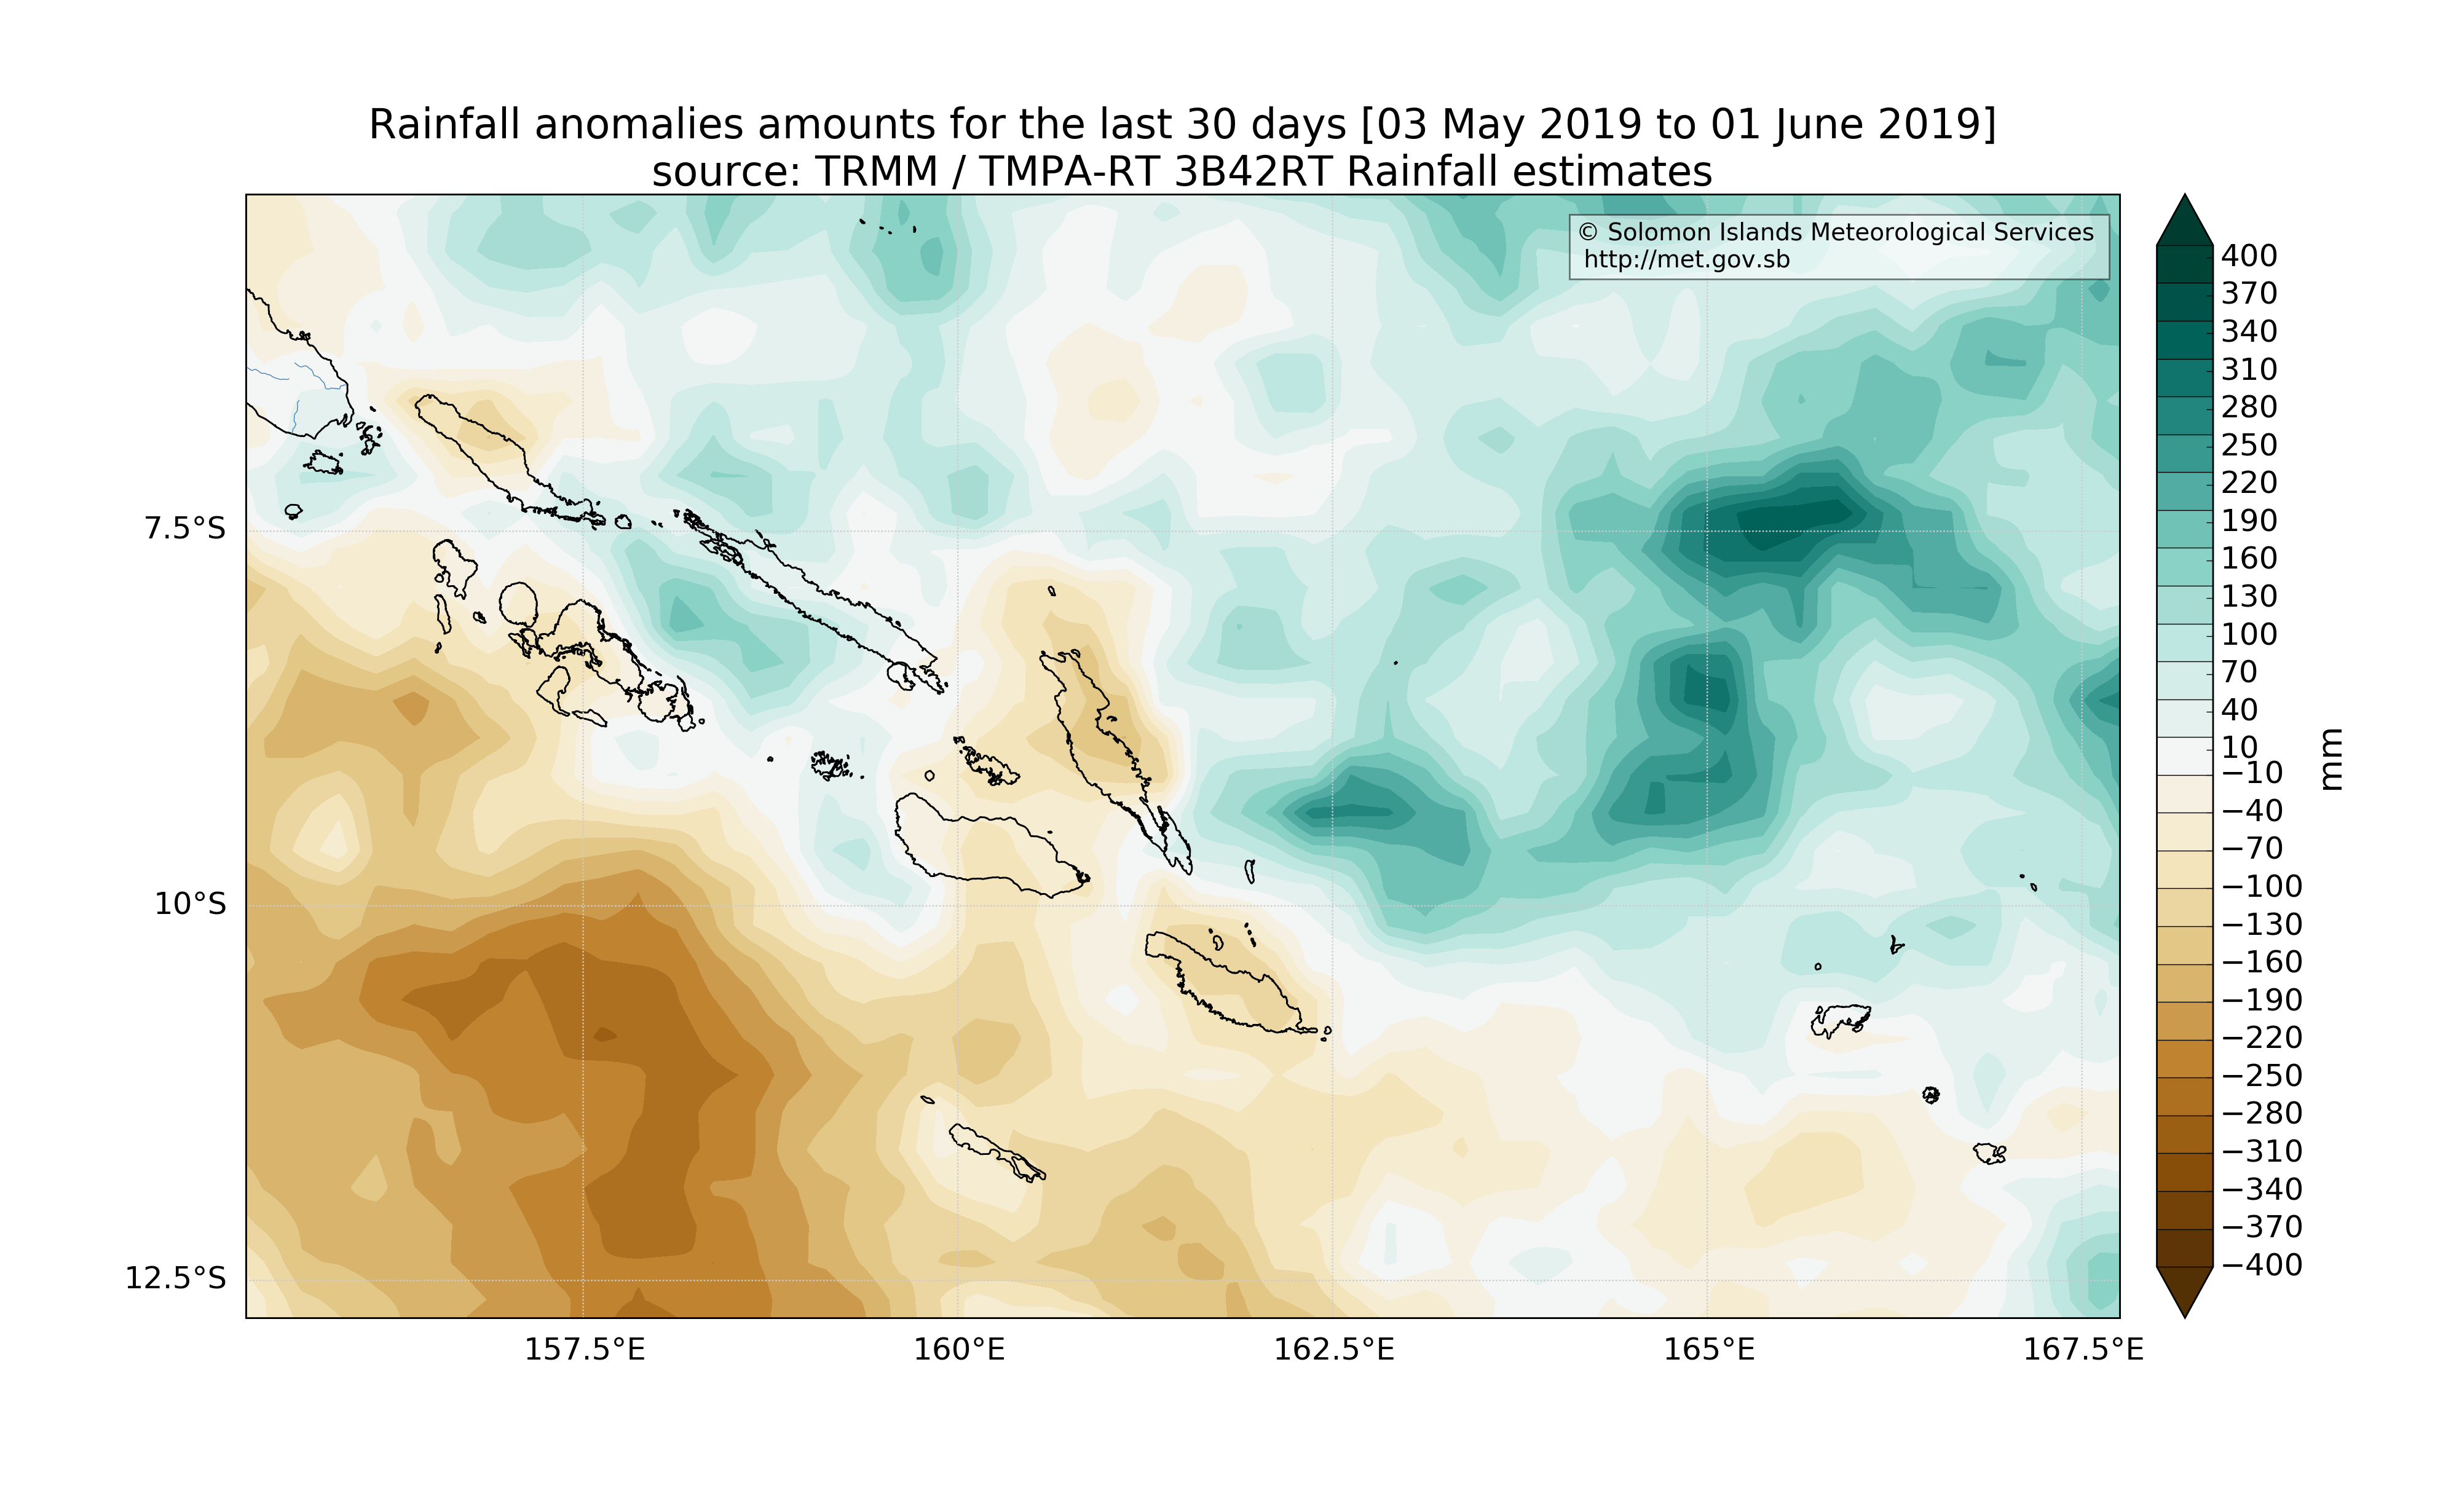 Rainfall anomalies amounts for the last 30 days [03 May 2019 to 01 June 2019]
source: TRMM / TMPA-RT 3B42RT Rainfall estimates
© Solomon Islands Meteorological Services
http://met.gov.sb
7.5°S
10°S
12.5°S
157.5°E
160°E
162.5°E
165°E
167.5°E
400
370
340
310
280
250
220
190
160
130
100
70
40
10
−10
−40
−70
−100
−130
−160
−190
−220
−250
−280
−310
−340
−370
−400
mm